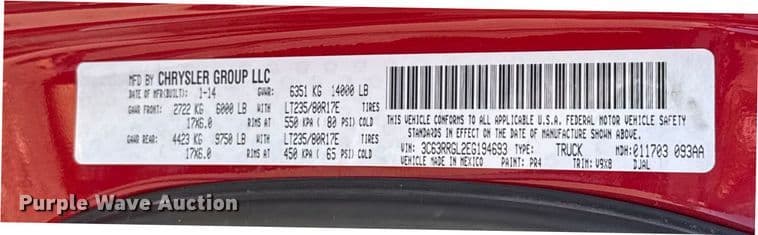 MFD BY CHRYSLER GROUP LLC
DATE OF MFR(BUILT): 1-14 GVWR: 6351 KG 14000 LB
GAWR FRONT: 2722 KG 6000 LB WITH LT235/80R17E TIRES
17X6.0 RIMS AT 550 KPA ( 80 PSI) COLD
GAWR REAR: 4423 KG 9750 LB WITH LT235/80R17E TIRES
17X6.0 RIMS AT 450 KPA ( 65 PSI) COLD
THIS VEHICLE CONFORMS TO ALL APPLICABLE U.S.A. FEDERAL MOTOR VEHICLE SAFETY
STANDARDS IN EFFECT ON THE DATE OF MANUFACTURE SHOWN ABOVE.
VIN: 3C63RRGL2EG194693 TYPE: TRUCK MDH: 011703 093AA
VEHICLE MADE IN MEXICO PAINT: PR4 TRIM: V9X8 DJAL
Purple Wave Auction